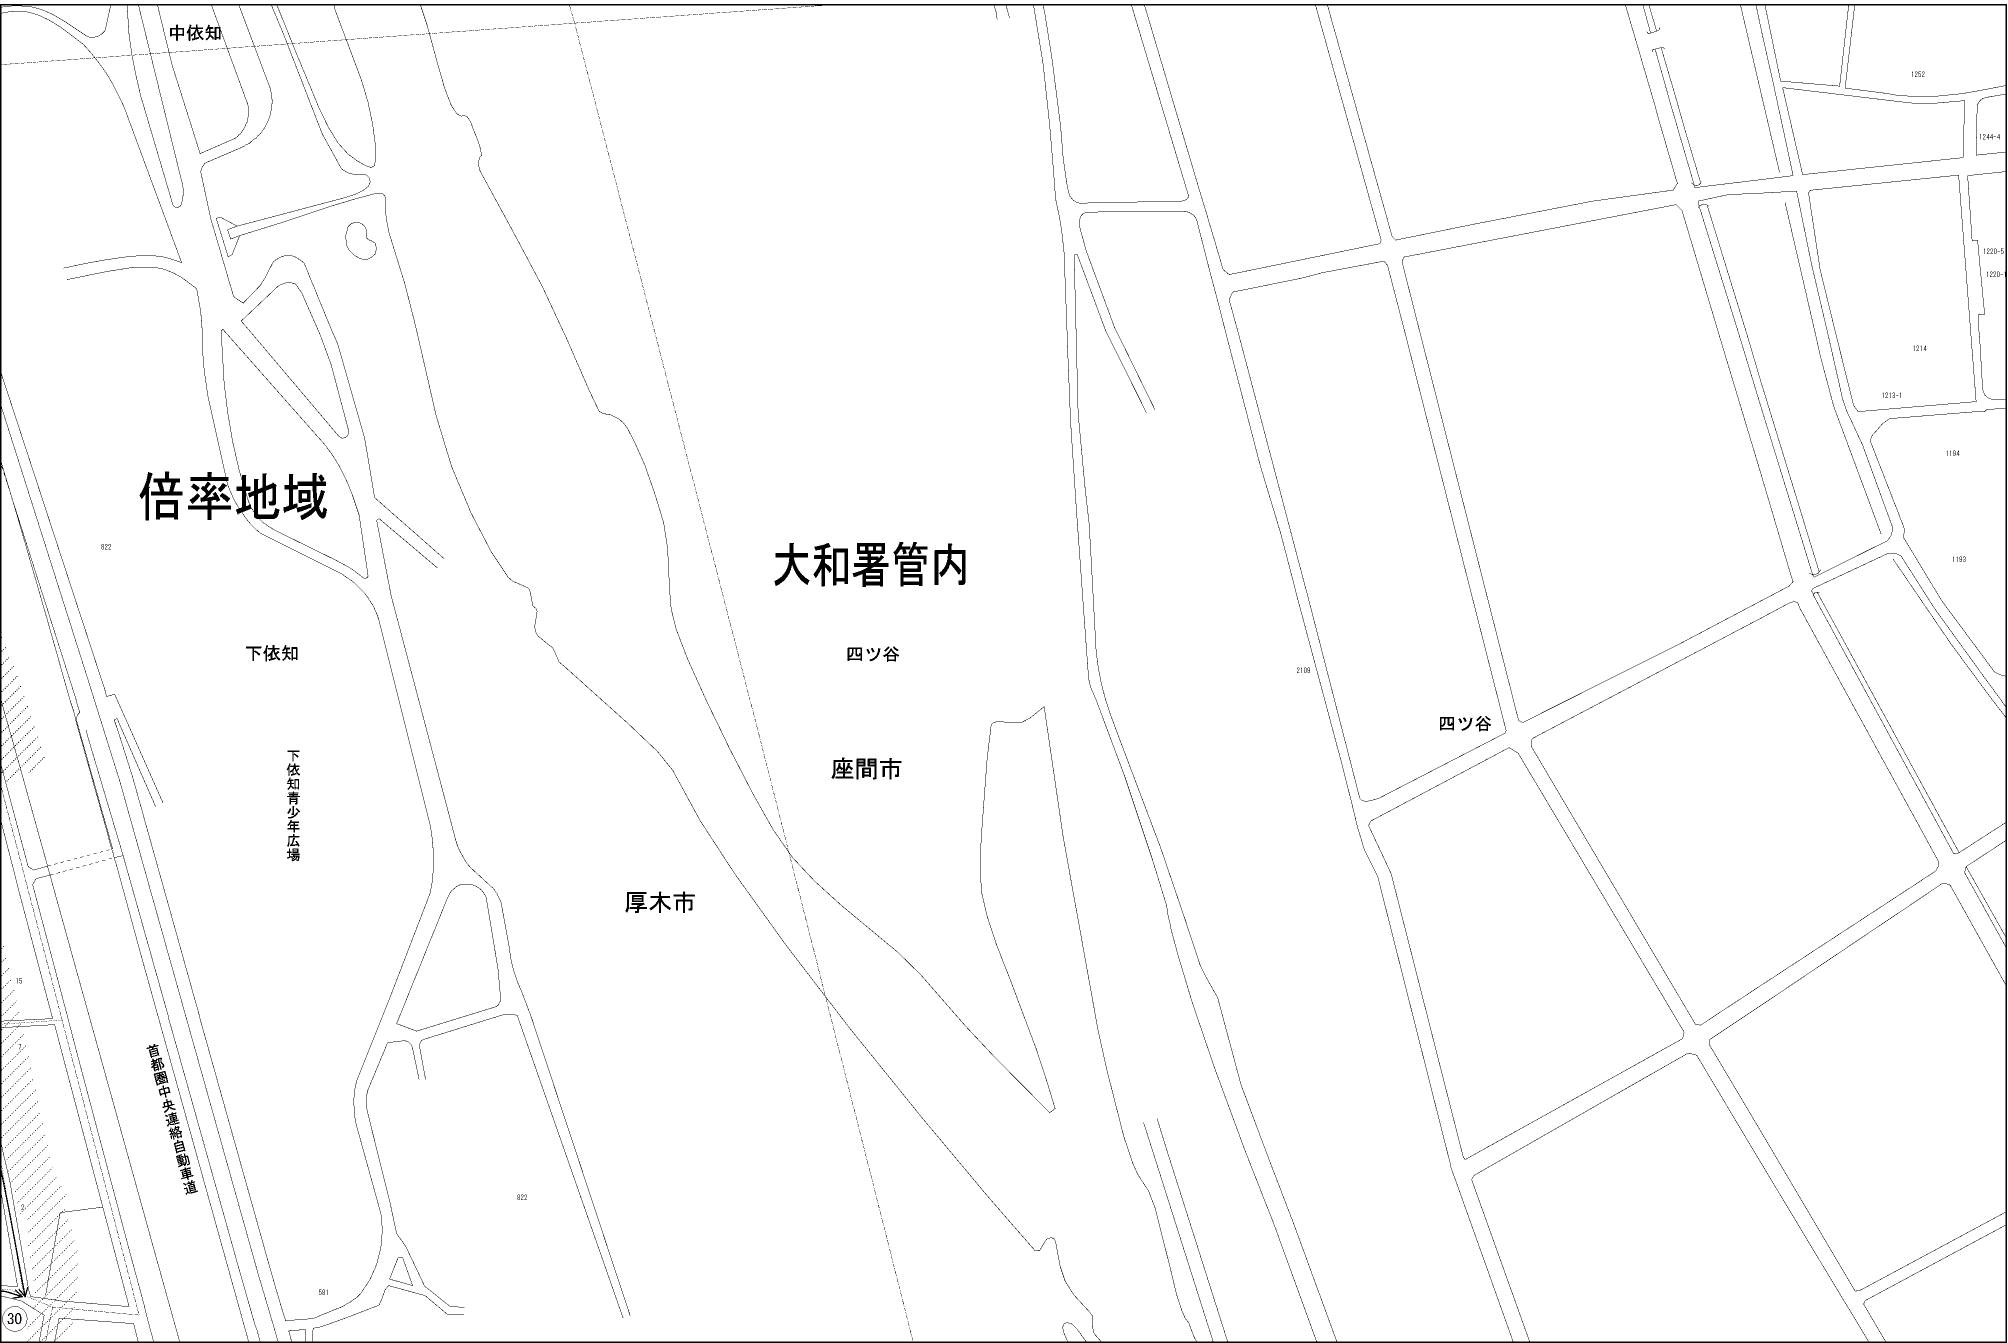 中依知
1252
1244-4
1220-5
1220-1
1214
1213-1
1194
倍率地域
822
大和署管内
1193
下依知
四ツ谷
2109
四ツ谷
下依知青少年広場
座間市
厚木市
15
7
首都圏中央連絡自動車道
2
822
581
30